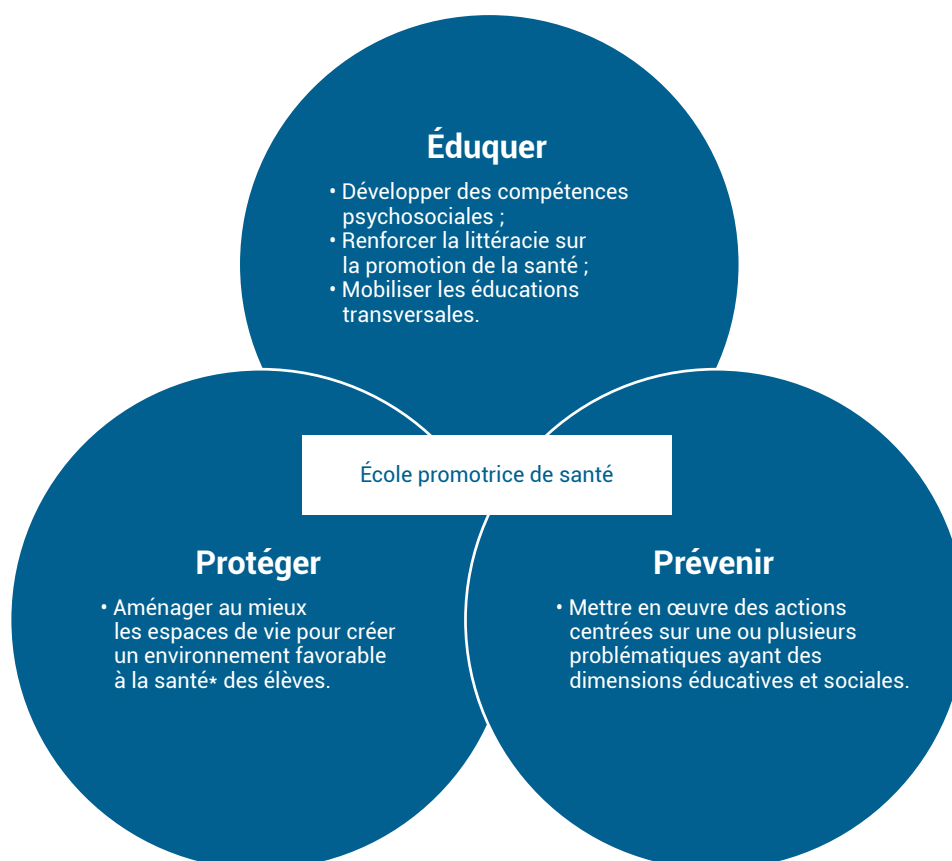 Éduquer
• Développer des compétences
psychosociales ;
• Renforcer la littéracie sur
la promotion de la santé ;
• Mobiliser les éducations
transversales.
École promotrice de santé
Protéger
• Aménager au mieux
les espaces de vie pour créer
un environnement favorable
à la santé* des élèves.
Prévenir
• Mettre en œuvre des actions
centrées sur une ou plusieurs
problématiques ayant des
dimensions éducatives et sociales.